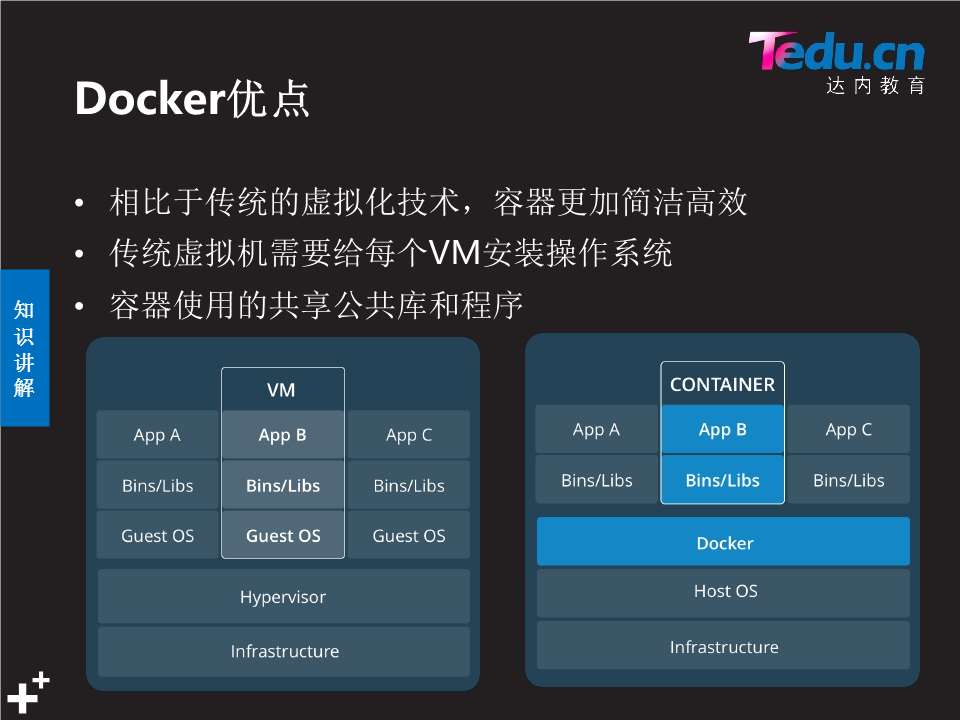 Tedu.cn
达内教育
Docker优点
• 相比于传统的虚拟化技术，容器更加简洁高效
• 传统虚拟机需要给每个VM安装操作系统
• 容器使用的共享公共库和程序
知识讲解
VM
App A App B App C
Bins/Libs Bins/Libs Bins/Libs
Guest OS Guest OS Guest OS
Hypervisor
Infrastructure
CONTAINER
App A App B App C
Bins/Libs Bins/Libs Bins/Libs
Docker
Host OS
Infrastructure